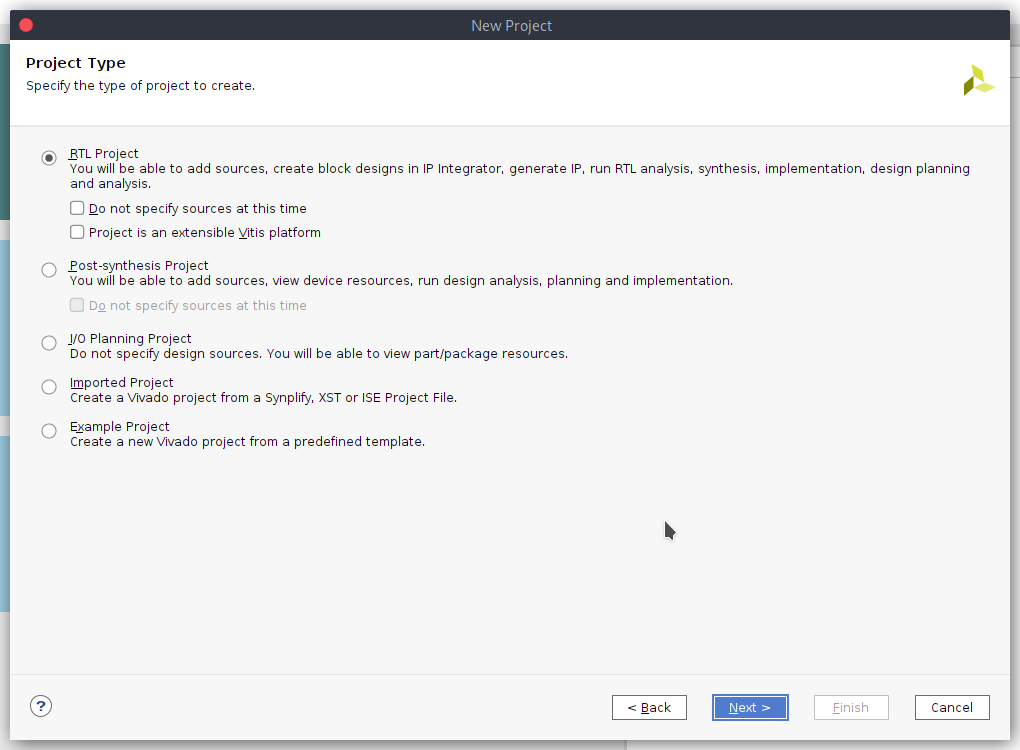 New Project
Project Type
Specify the type of project to create.
RTL Project
You will be able to add sources, create block designs in IP Integrator, generate IP, run RTL analysis, synthesis, implementation, design planning
and analysis.
Do not specify sources at this time
Project is an extensible Vitis platform
Post-synthesis Project
You will be able to add sources, view device resources, run design analysis, planning and implementation.
Do not specify sources at this time
I/O Planning Project
Do not specify design sources. You will be able to view part/package resources.
Imported Project
Create a Vivado project from a Synplify, XST or ISE Project File.
Example Project
Create a new Vivado project from a predefined template.
? < Back Next > Finish Cancel